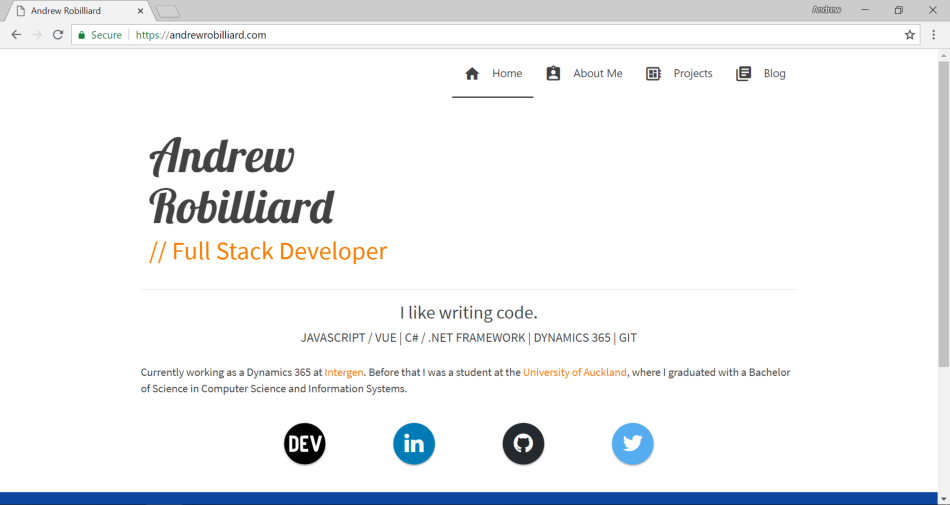 Andrew Robilliard
Andrew
Secure
https://andrewrobilliard.com
Home
About Me
Projects
Blog
Andrew
Robilliard
// Full Stack Developer
I like writing code.
JAVASCRIPT / VUE | C# / .NET FRAMEWORK | DYNAMICS 365 | GIT
Currently working as a Dynamics 365 at Intergen. Before that I was a student at the University of Auckland, where I graduated with a Bachelor
of Science in Computer Science and Information Systems.
DEV
in